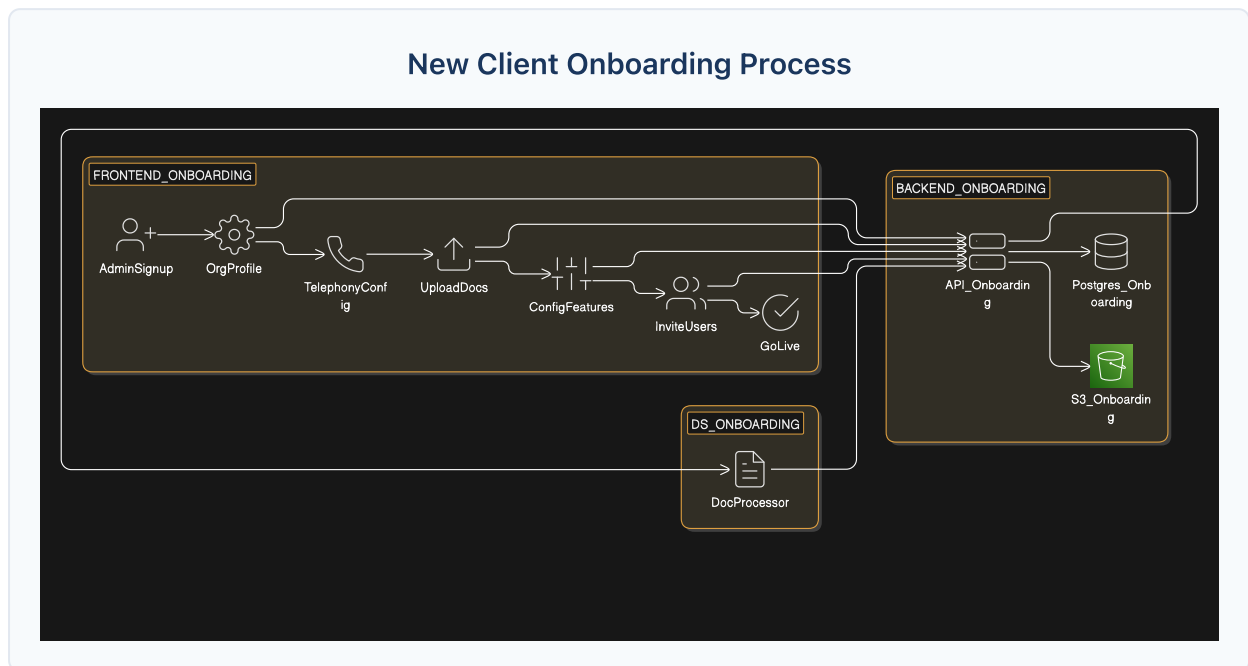 New Client Onboarding Process
FRONTEND_ONBOARDING
AdminSignup
OrgProfile
TelephonyConf
ig
UploadDocs
ConfigFeatures
InviteUsers
GoLive
BACKEND_ONBOARDING
API_Onboardin
g
Postgres_Onb
oarding
S3_Onboardin
g
DS_ONBOARDING
DocProcessor